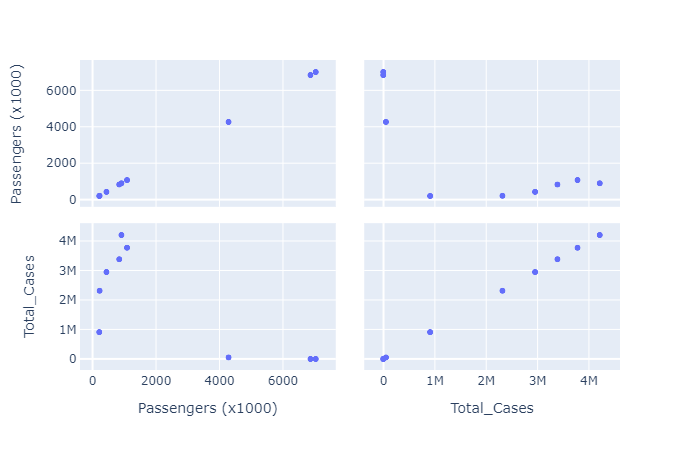 Passengers (x1000)
6000
4000
2000
0
Total_Cases
4M
3M
2M
1M
0
0
2000
4000
6000
0
1M
2M
3M
4M
Passengers (x1000)
Total_Cases